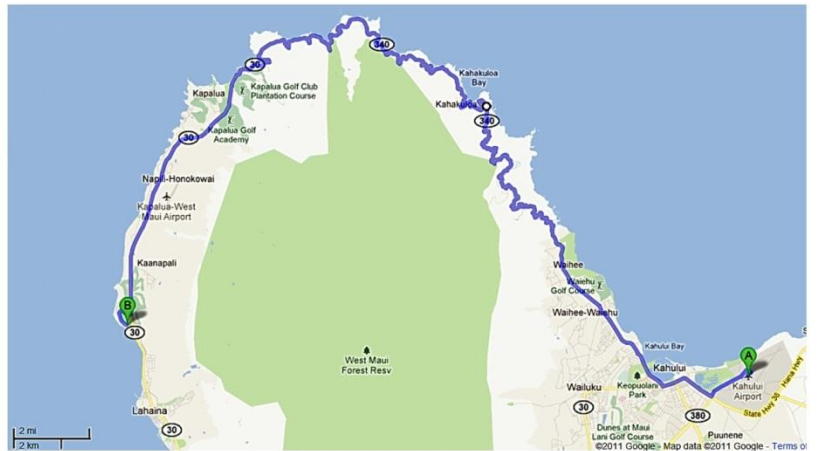 340
30
Kapalua Golf Club
Plantation Course
Kapalua
Kapalua Golf
Academy
30
Kahakuloa
Bay
Kahakuloa
340
Napili-Honokowai
Kapalua-West
Maui Airport
Kaanapali
B
30
Waihee
Waiehu
Golf Course
Waihee-Waiehu
Kahului Bay
A
Kahului
Kahului
Airport
West Maui
Forest Resv
Wailuku
Keopuolani
Park
30
380
State Hwy 36 - Hana Hwy
Lahaina
30
Dunes at Maui
Lani Golf Course
Puunene
2 mi
2 km
©2011 Google - Map data ©2011 Google - Terms o